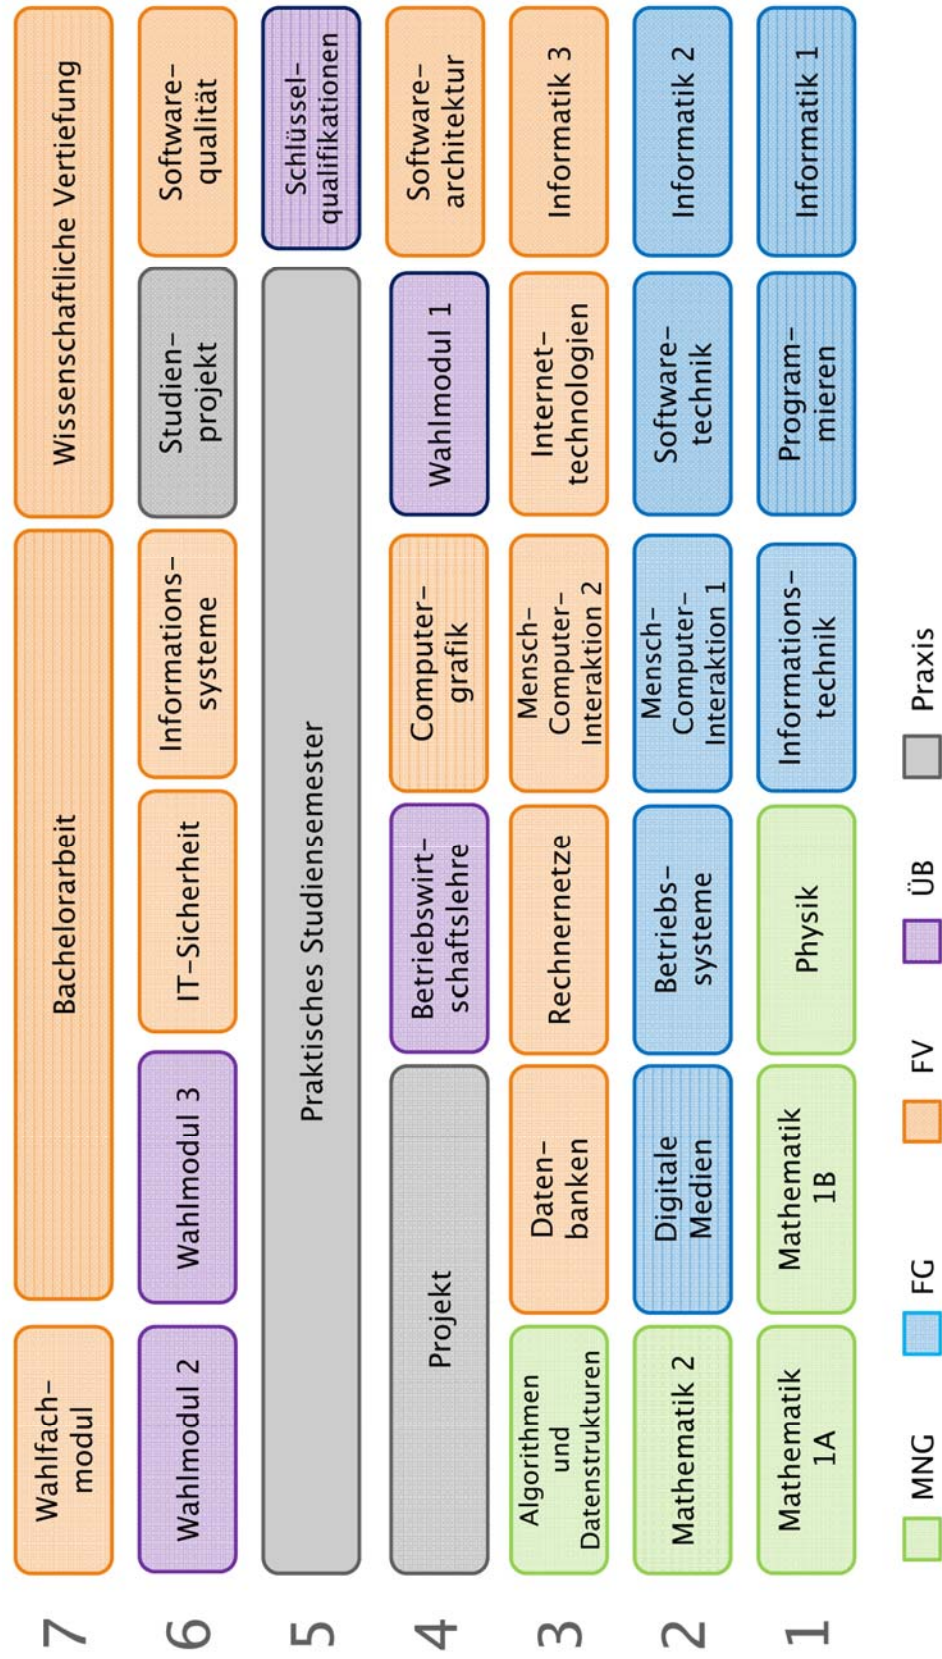 7
Wahlfach-
modul
Bachelorarbeit
Wissenschaftliche Vertiefung
6
Wahlmodul 2
Wahlmodul 3
IT-Sicherheit
Informations-
systeme
Studien-
projekt
Software-
qualität
5
Praktisches Studiensemester
Schlüssel-
qualifikationen
4
Projekt
Betriebswirt-
schaftslehre
Computer-
grafik
Wahlmodul 1
Software-
architektur
3
Algorithmen
und
Datenstrukturen
Daten-
banken
Rechnernetze
Mensch-
Computer-
Interaktion 2
Internet-
technologien
Informatik 3
2
Mathematik 2
Digitale
Medien
Betriebs-
systeme
Mensch-
Computer-
Interaktion 1
Software-
technik
Informatik 2
1
Mathematik
1A
Mathematik
1B
Physik
Informations-
technik
Program-
mieren
Informatik 1
MNG
FG
FV
ÜB
Praxis